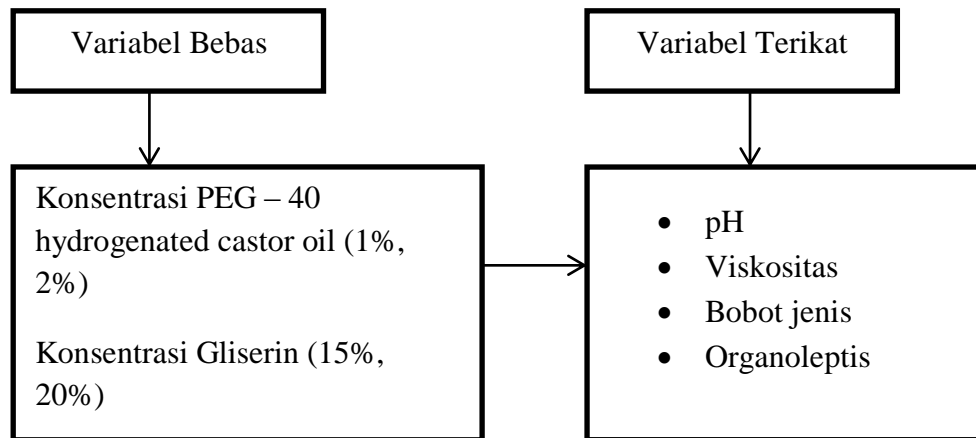 Variabel Bebas
Variabel Terikat
Konsentrasi PEG – 40
hydrogenated castor oil (1%,
2%)
Konsentrasi Gliserin (15%,
20%)
• pH
• Viskositas
• Bobot jenis
• Organoleptis